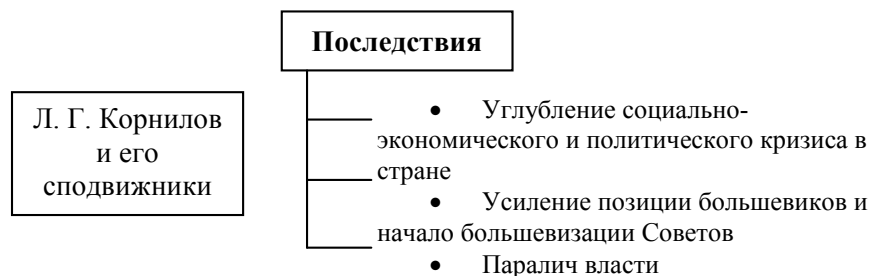 Последствия
Л. Г. Корнилов
и его
сподвижники
• Углубление социально-
экономического и политического кризиса в
стране
• Усиление позиции большевиков и
начало большевизации Советов
• Паралич власти